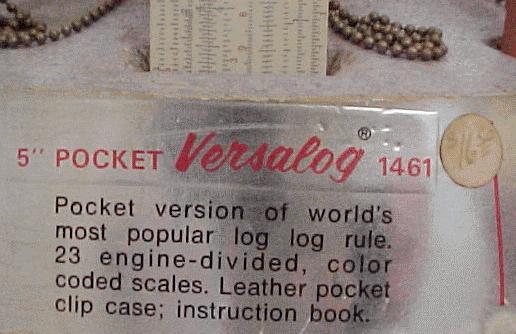 5" POCKET Versalog® 1461
Pocket version of world's
most popular log log rule.
23 engine-divided, color
coded scales. Leather pocket
clip case; instruction book.